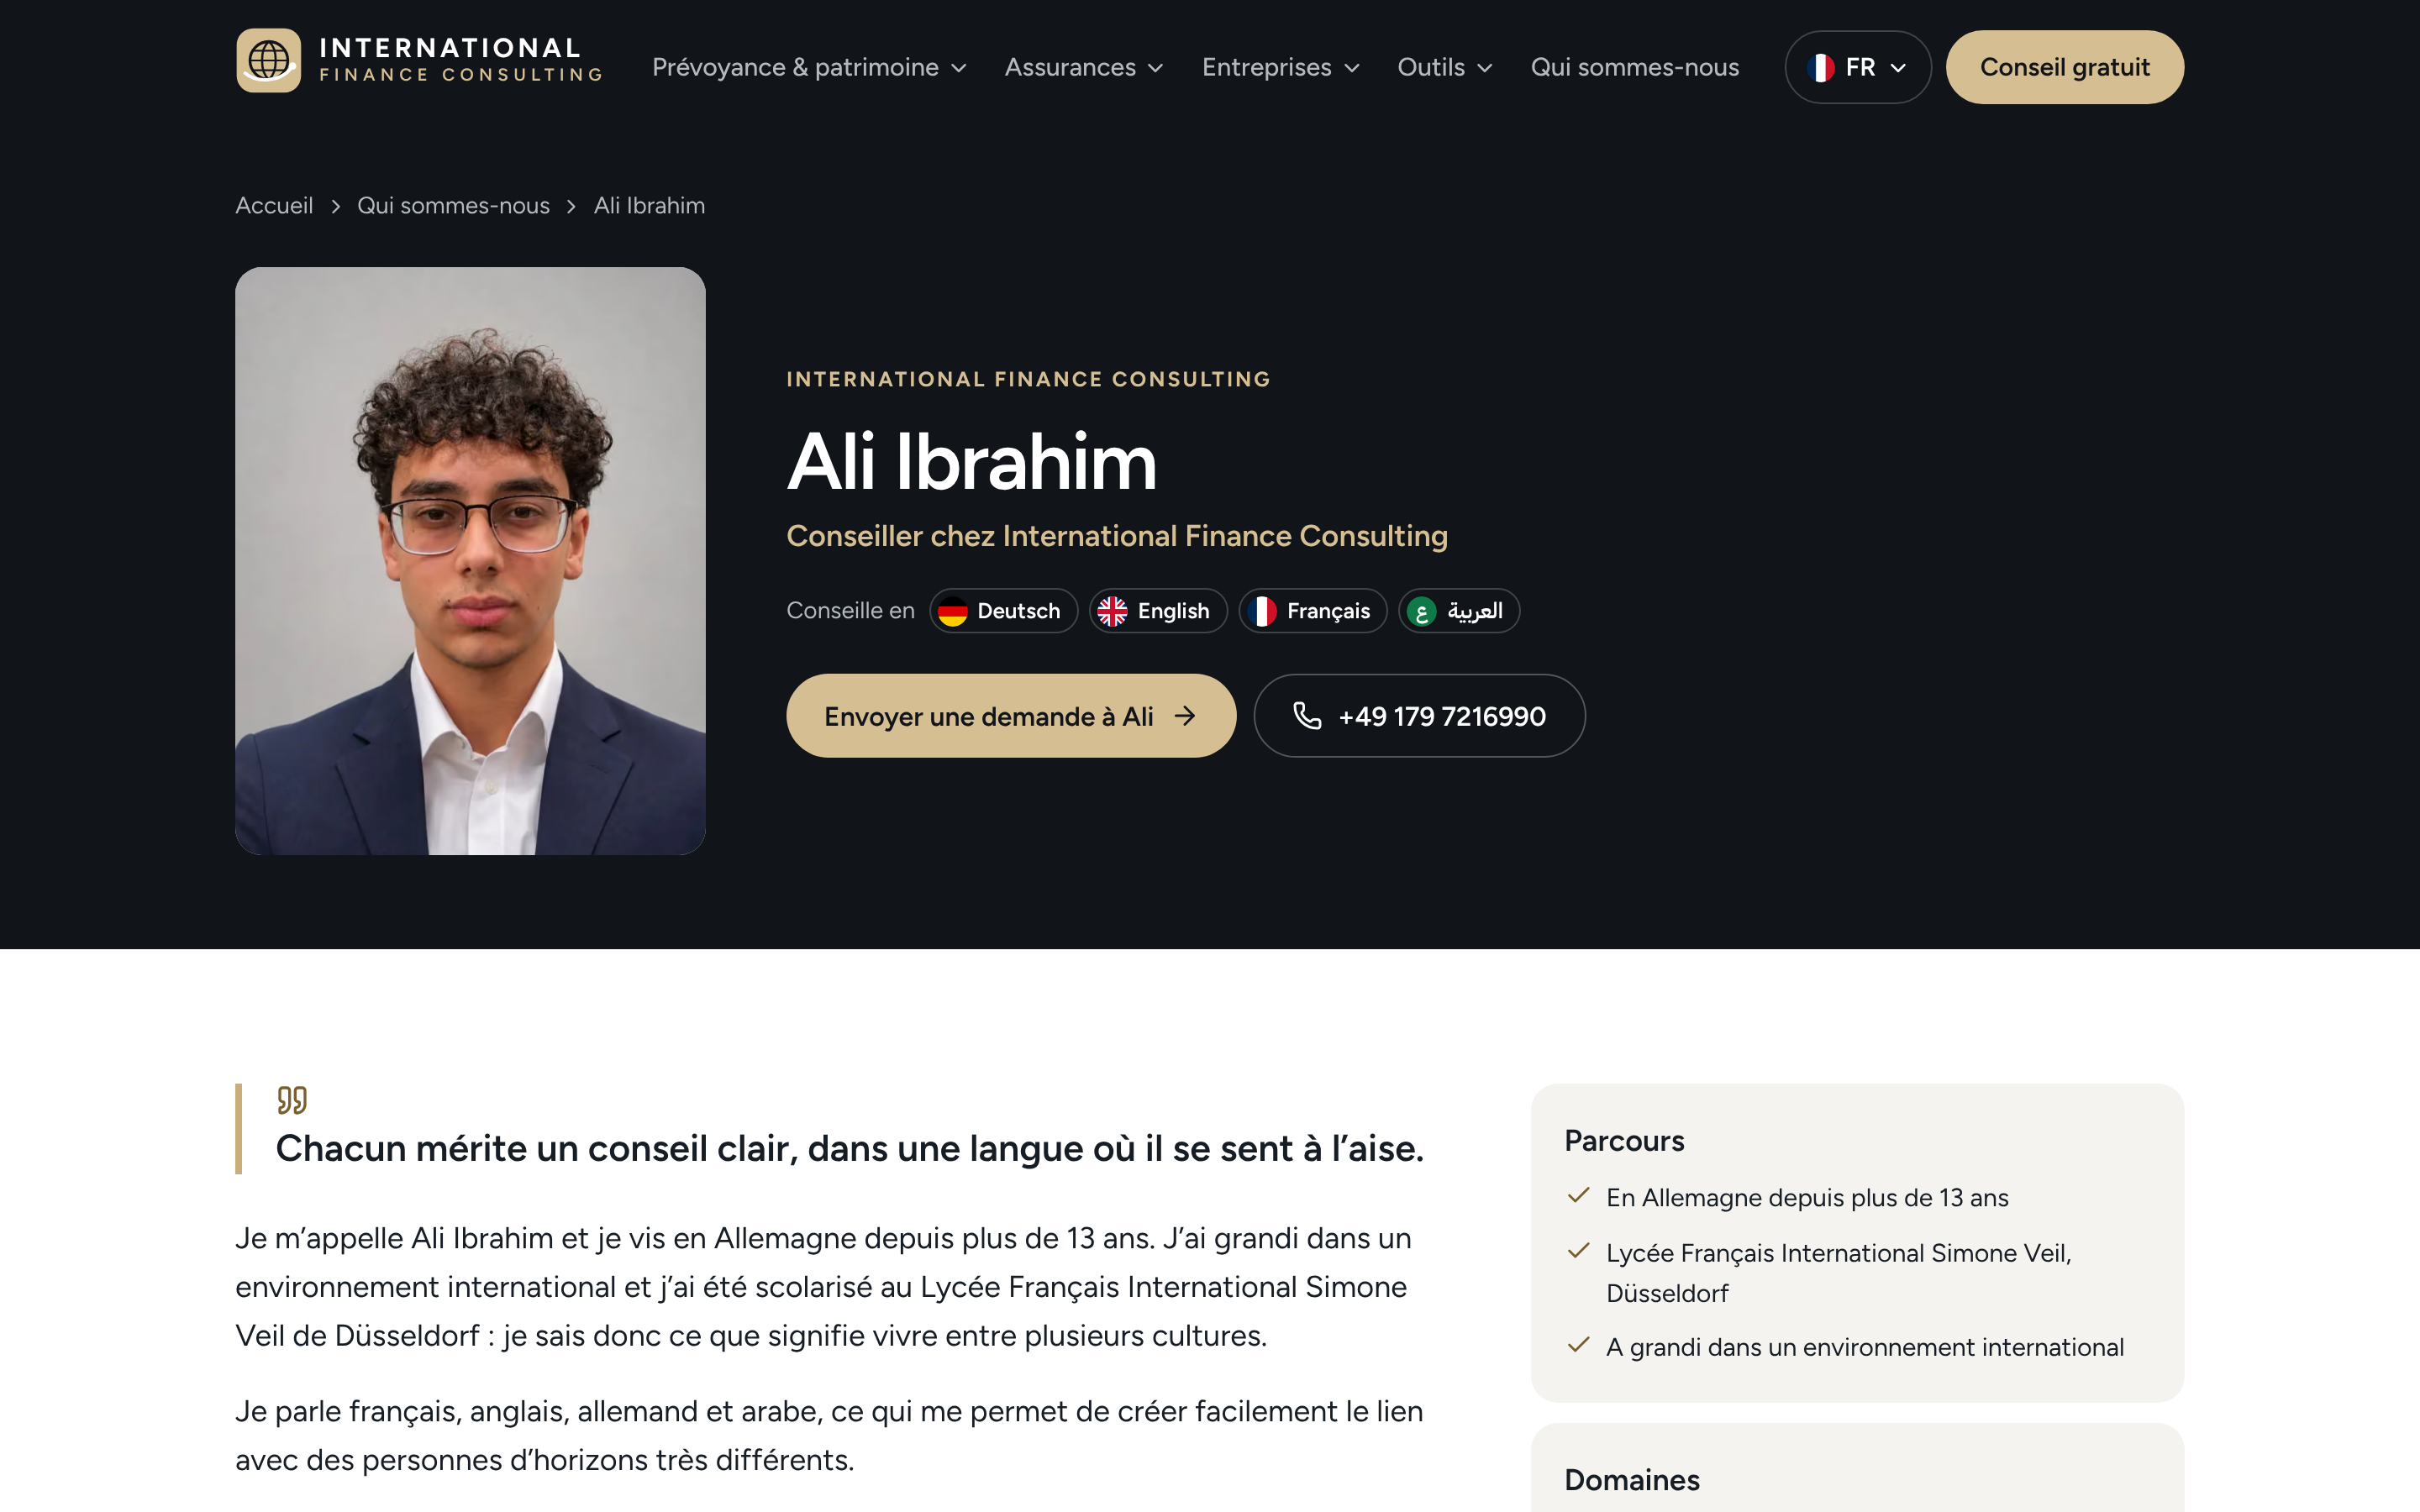 INTERNATIONAL
FINANCE CONSULTING
Prévoyance & patrimoine
Assurances
Entreprises
Outils
Qui sommes-nous
FR
Conseil gratuit
Accueil > Qui sommes-nous > Ali Ibrahim
INTERNATIONAL FINANCE CONSULTING
Ali Ibrahim
Conseiller chez International Finance Consulting
Conseille en Deutsch English Français ع العربية
Envoyer une demande à Ali →
+49 179 7216990
Chacun mérite un conseil clair, dans une langue où il se sent à l’aise.
Je m’appelle Ali Ibrahim et je vis en Allemagne depuis plus de 13 ans. J’ai grandi dans un
environnement international et j’ai été scolarisé au Lycée Français International Simone
Veil de Düsseldorf : je sais donc ce que signifie vivre entre plusieurs cultures.
Je parle français, anglais, allemand et arabe, ce qui me permet de créer facilement le lien
avec des personnes d’horizons très différents.
Parcours
En Allemagne depuis plus de 13 ans
Lycée Français International Simone Veil,
Düsseldorf
A grandi dans un environnement international
Domaines